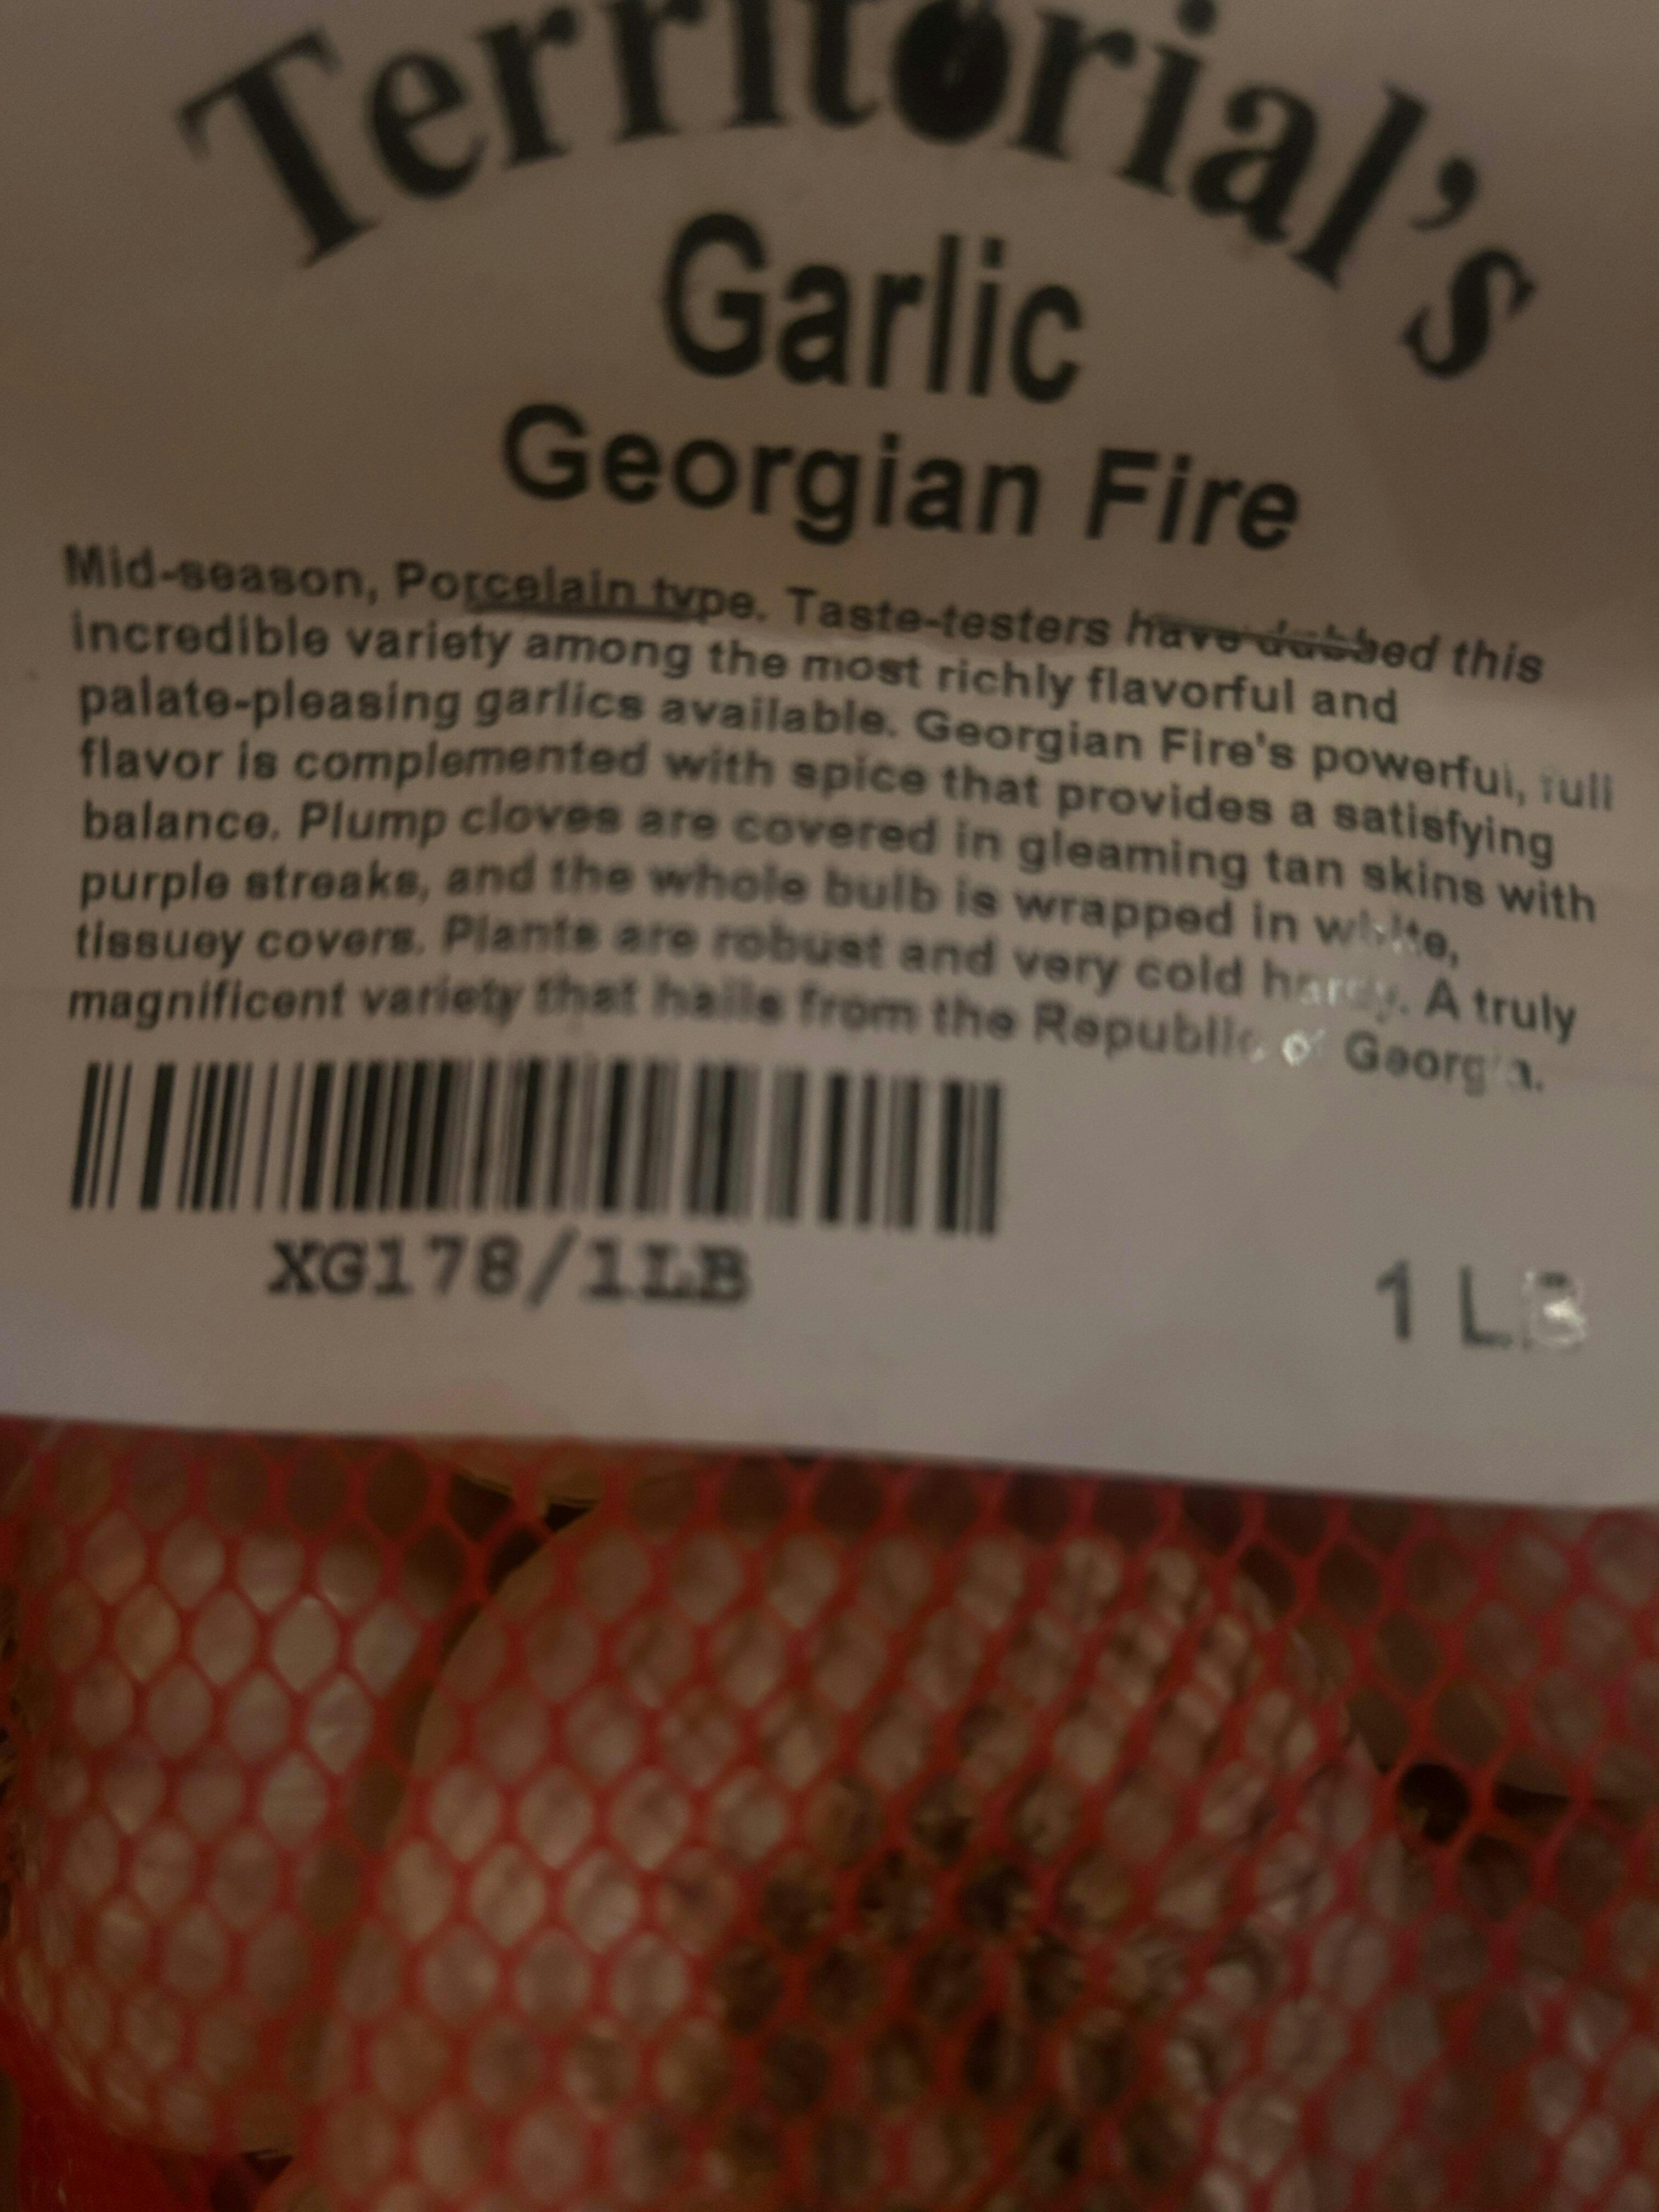 Territorial's
Garlic
Georgian Fire
Mid-season, Porcelain type. Taste-testers have dubbed this
incredible variety among the most richly flavorful and
palate-pleasing garlics available. Georgian Fire's powerful, full
flavor is complemented with spice that provides a satisfying
balance. Plump cloves are covered in gleaming tan skins with
purple streaks, and the whole bulb is wrapped in white,
tissuey covers. Plants are robust and very cold hardy. A truly
magnificent variety that hails from the Republic of Georgia.
XG178/1LB
1 LB